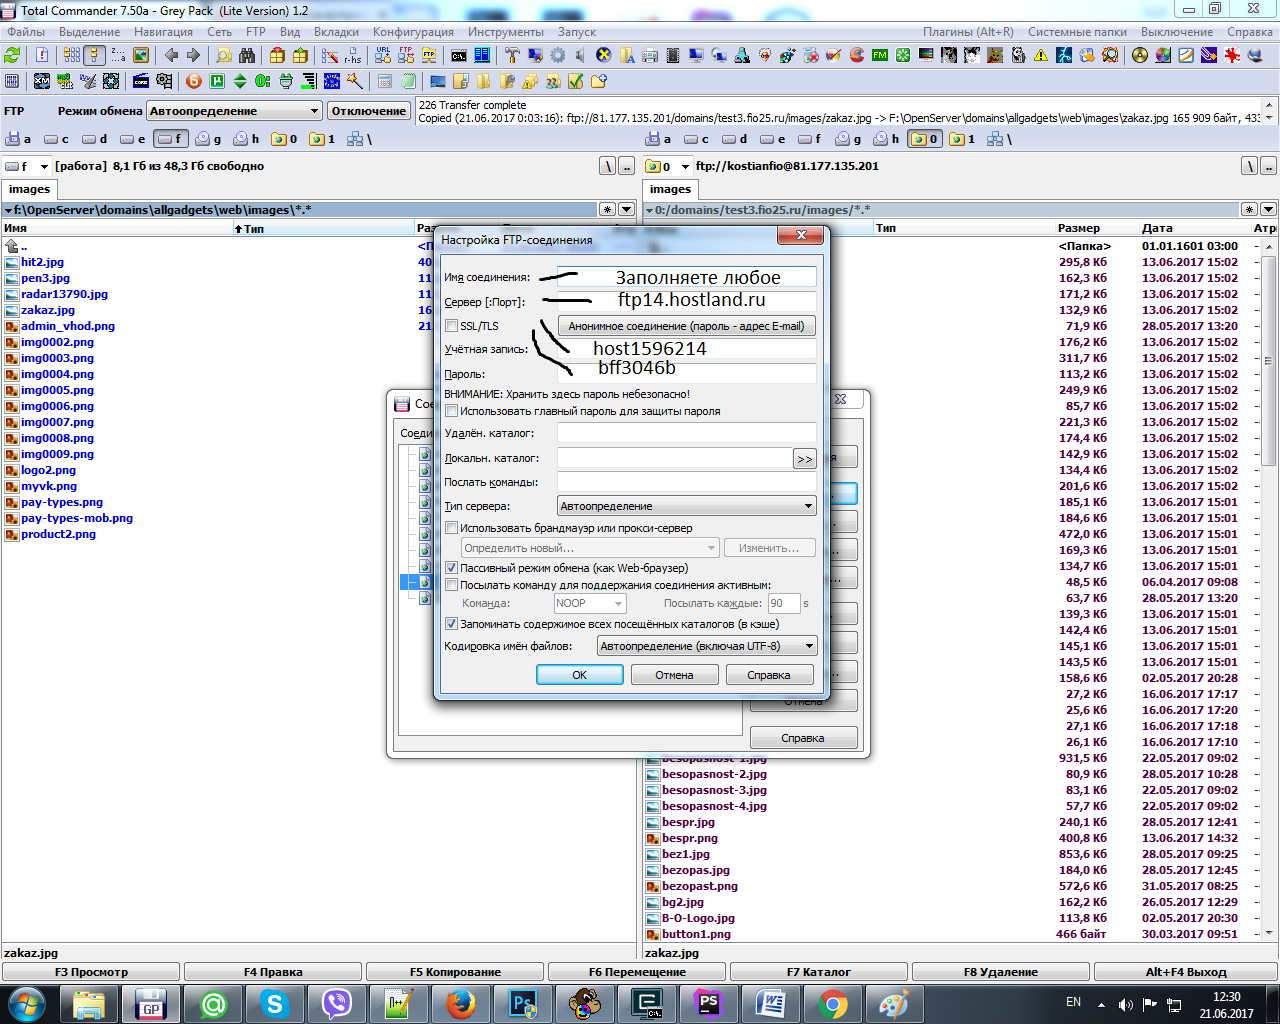 Total Commander 7.50a - Grey Pack (Lite Version) 1.2
Файлы Выделение Навигация Сеть FTP Вид Вкладки Конфигурация Инструменты Запуск Плагины (Alt+R) Системные папки Выключение Справка
FTP Режим обмена Автоопределение Отключение
226 Transfer complete
Copied (21.06.2017 0:03:16): ftp://81.177.135.201/domains/test3.fio25.ru/images/zakaz.jpg -> F:\OpenServer\domains\allgadgets\web\images\zakaz.jpg 165 909 байт, 433
a c d e f g h 0 1 \
a c d e f g h 0 1 \
f [работа] 8,1 Гб из 48,3 Гб свободно \ ..
0 ftp://kostianfio@81.177.135.201 \ ..
images
images
f:\OpenServer\domains\allgadgets\web\images\*.* * 
0:/domains/test3.fio25.ru/images/*.* *
Имя Тип
Тип Размер Дата Атри
..
hit2.jpg
pen3.jpg
radar13790.jpg
zakaz.jpg
admin_vhod.png
img0002.png
img0003.png
img0004.png
img0005.png
img0006.png
img0007.png
img0008.png
img0009.png
logo2.png
myvk.png
pay-types.png
pay-types-mob.png
product2.png
Настройка FTP-соединения
Имя соединения: Заполняете любое
Сервер [:Порт]: ftp14.hostland.ru
SSL/TLS Анонимное соединение (пароль - адрес E-mail)
Учётная запись: host1596214
Пароль: bff3046b
ВНИМАНИЕ: Хранить здесь пароль небезопасно!
Использовать главный пароль для защиты пароля
Удалён. каталог:
Локальн. каталог: >>
Послать команды:
Тип сервера: Автоопределение
Использовать брандмауэр или прокси-сервер
Определить новый... Изменить...
Пассивный режим обмена (как Web-браузер)
Посылать команду для поддержания соединения активным:
Команда: NOOP Посылать каждые: 90 s
Запоминать содержимое всех посещённых каталогов (в кэше)
Кодировка имён файлов: Автоопределение (включая UTF-8)
OK Отмена Справка
Отмена
Справка
<Папка> 01.01.1601 03:00
295,8 Кб 13.06.2017 15:02
162,3 Кб 13.06.2017 15:02
171,2 Кб 13.06.2017 15:02
132,9 Кб 13.06.2017 15:02
71,9 Кб 28.05.2017 13:20
176,2 Кб 13.06.2017 15:02
311,7 Кб 13.06.2017 15:02
113,2 Кб 13.06.2017 15:02
249,9 Кб 13.06.2017 15:02
85,7 Кб 13.06.2017 15:02
221,3 Кб 13.06.2017 15:02
174,4 Кб 13.06.2017 15:02
142,9 Кб 13.06.2017 15:02
134,4 Кб 13.06.2017 15:02
201,6 Кб 13.06.2017 15:02
185,1 Кб 13.06.2017 15:01
184,6 Кб 13.06.2017 15:01
472,0 Кб 13.06.2017 15:01
169,3 Кб 13.06.2017 15:01
134,7 Кб 13.06.2017 15:01
48,5 Кб 06.04.2017 09:08
63,7 Кб 28.05.2017 13:20
139,3 Кб 13.06.2017 15:01
142,4 Кб 13.06.2017 15:01
145,1 Кб 13.06.2017 15:01
143,5 Кб 13.06.2017 15:01
158,6 Кб 02.05.2017 20:28
27,2 Кб 16.06.2017 17:17
25,6 Кб 16.06.2017 17:20
27,1 Кб 16.06.2017 17:18
26,1 Кб 16.06.2017 17:10
besopasnost-1.jpg 931,5 Кб 22.05.2017 09:02
besopasnost-2.jpg 80,9 Кб 28.05.2017 10:28
besopasnost-3.jpg 83,1 Кб 22.05.2017 09:02
besopasnost-4.jpg 57,7 Кб 22.05.2017 09:02
bespr.jpg 240,1 Кб 28.05.2017 12:41
bespr.png 400,8 Кб 13.06.2017 14:32
bez1.jpg 853,6 Кб 28.05.2017 09:25
bezopas.jpg 184,0 Кб 28.05.2017 12:45
bezopast.png 572,6 Кб 31.05.2017 08:25
bg2.jpg 162,2 Кб 26.05.2017 12:29
B-O-Logo.jpg 113,8 Кб 02.05.2017 20:30
button1.png 466 байт 30.03.2017 09:51
zakaz.jpg
zakaz.jpg
F3 Просмотр F4 Правка F5 Копирование F6 Перемещение F7 Каталог F8 Удаление Alt+F4 Выход
EN 12:30
21.06.2017